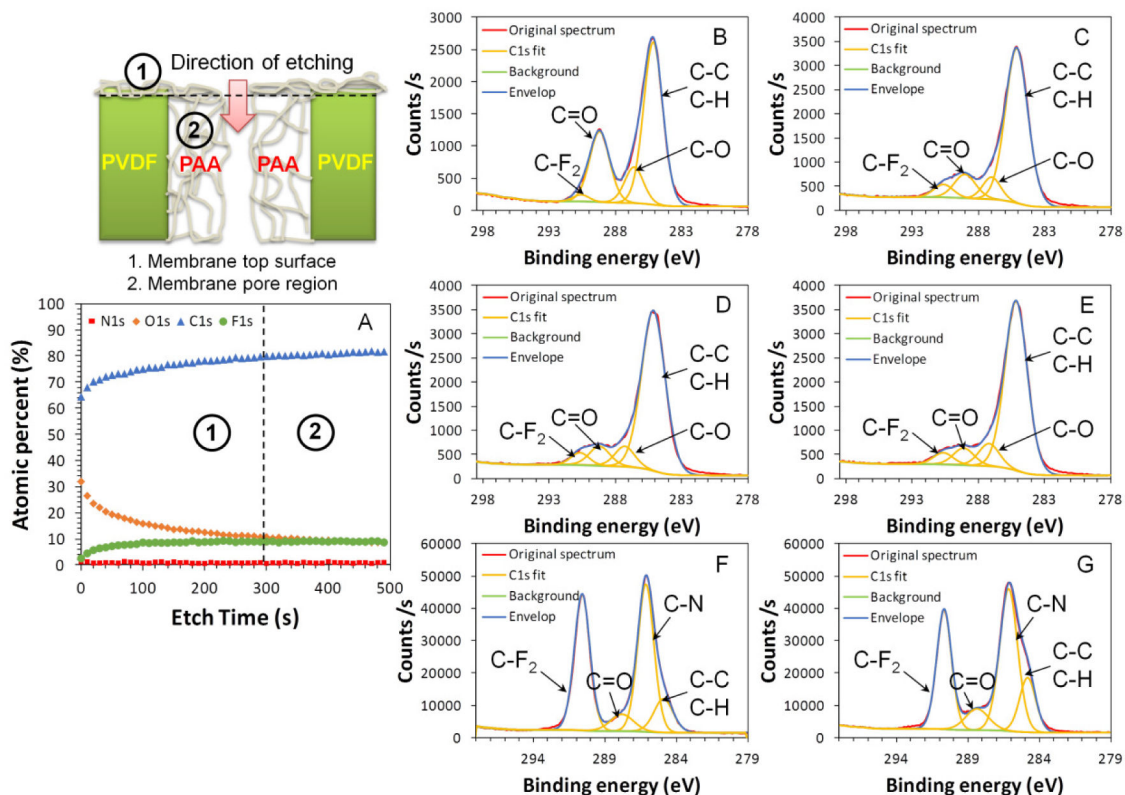 1
Direction of etching
2
PVDF
PAA
PAA
PVDF
1. Membrane top surface
2. Membrane pore region
A
N1s
O1s
C1s
F1s
Atomic percent (%)
100
90
80
70
60
50
40
30
20
10
0
1
2
0 100 200 300 400 500
Etch Time (s)
B
Original spectrum
C1s fit
Background
Envelop
C-C
C-H
C=O
C-F2
C-O
Counts /s
3000
2500
2000
1500
1000
500
0
298 293 288 283 278
Binding energy (eV)
C
Original spectrum
C1s fit
Background
Envelope
C-C
C-H
C=O
C-F2
C-O
Counts /s
4000
3500
3000
2500
2000
1500
1000
500
0
298 293 288 283 278
Binding energy (eV)
D
Original spectrum
C1s fit
Background
Envelope
C-C
C-H
C=O
C-F2
C-O
Counts /s
4000
3500
3000
2500
2000
1500
1000
500
0
298 293 288 283 278
Binding energy (eV)
E
Original spectrum
C1s fit
Background
Envelope
C-C
C-H
C=O
C-F2
C-O
Counts /s
4000
3500
3000
2500
2000
1500
1000
500
0
298 293 288 283 278
Binding energy (eV)
F
Original spectrum
C1s fit
Background
Envelop
C-N
C-F2
C=O
C-C
C-H
Counts /s
60000
50000
40000
30000
20000
10000
0
294 289 284 279
Binding energy (eV)
G
Original spectrum
C1s fit
Background
Envelope
C-N
C-F2
C=O
C-C
C-H
Counts /s
60000
50000
40000
30000
20000
10000
0
294 289 284 279
Binding energy (eV)